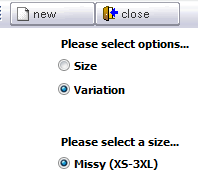 new close
Please select options...
Size
Variation
Please select a size...
Missy (XS-3XL)